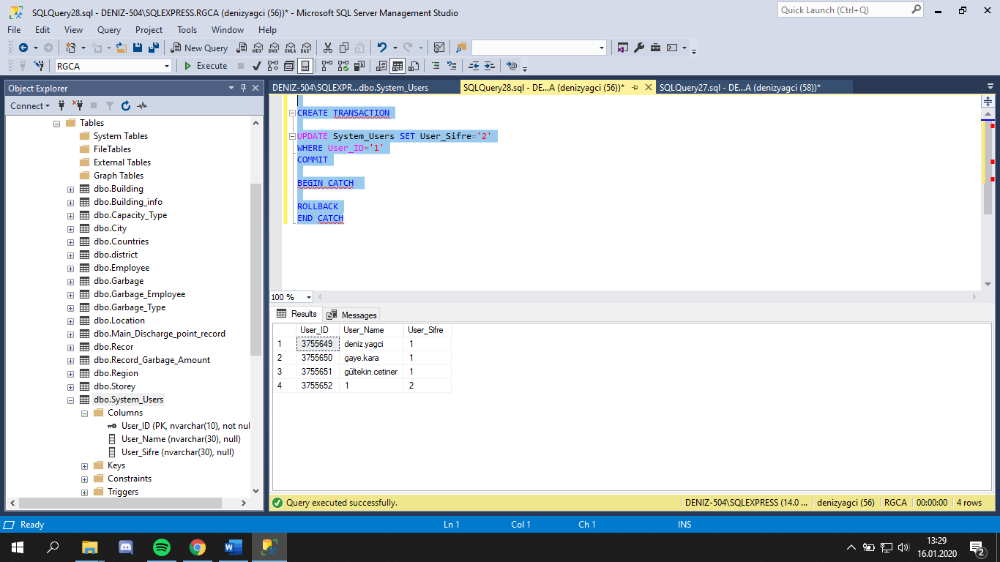 SQLQuery28.sql - DENIZ-504\SQLEXPRESS.RGCA (denizyagci (56))* - Microsoft SQL Server Management Studio
Quick Launch (Ctrl+Q)
File Edit View Query Project Tools Window Help
New Query MDX DMX XMLA DAX
RGCA Execute
Object Explorer
Connect
Tables
System Tables
FileTables
External Tables
Graph Tables
dbo.Building
dbo.Building_info
dbo.Capacity_Type
dbo.City
dbo.Countries
dbo.district
dbo.Employee
dbo.Garbage
dbo.Garbage_Employee
dbo.Garbage_Type
dbo.Location
dbo.Main_Discharge_point_record
dbo.Recor
dbo.Record_Garbage_Amount
dbo.Region
dbo.Storey
dbo.System_Users
Columns
User_ID (PK, nvarchar(10), not nul
User_Name (nvarchar(30), null)
User_Sifre (nvarchar(30), null)
Keys
Constraints
Triggers
DENIZ-504\SQLEXPR...dbo.System_Users SQLQuery28.sql - DE...A (denizyagci (56))* SQLQuery27.sql - DE...A (denizyagci (58))*
CREATE TRANSACTION
UPDATE System_Users SET User_Sifre='2'
WHERE User_ID='1'
COMMIT
BEGIN CATCH
ROLLBACK
END CATCH
100 %
Results Messages
User_ID User_Name User_Sifre
1 3755649 deniz.yagci 1
2 3755650 gaye.kara 1
3 3755651 gültekin.cetiner 1
4 3755652 1 2
Query executed successfully. DENIZ-504\SQLEXPRESS (14.0 ... denizyagci (56) RGCA 00:00:00 4 rows
Ready Ln 1 Col 1 Ch 1 INS
13:29
16.01.2020
2